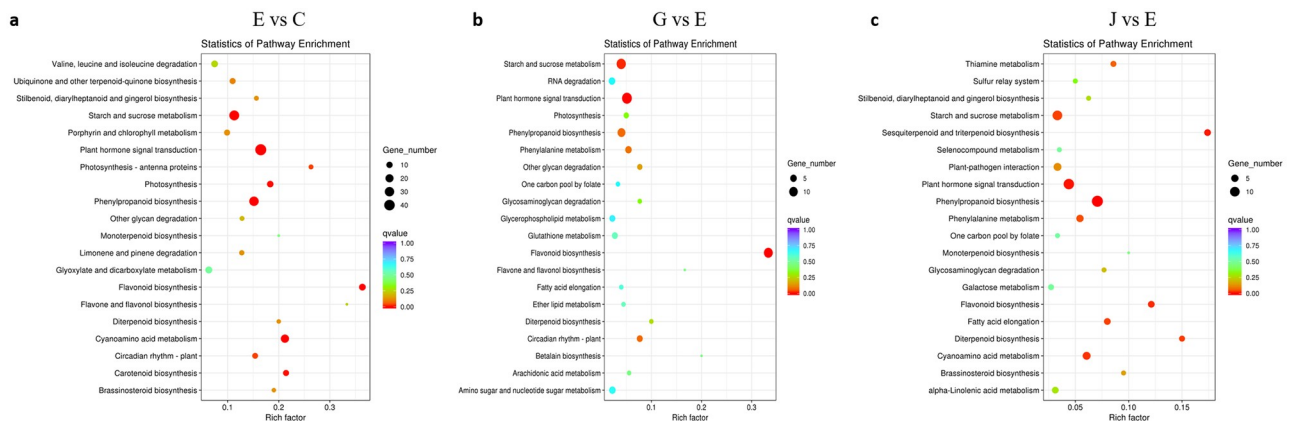 a
E vs C
Statistics of Pathway Enrichment
Valine, leucine and isoleucine degradation
Ubiquinone and other terpenoid-quinone biosynthesis
Stilbenoid, diarylheptanoid and gingerol biosynthesis
Starch and sucrose metabolism
Porphyrin and chlorophyll metabolism
Plant hormone signal transduction
Photosynthesis - antenna proteins
Photosynthesis
Phenylpropanoid biosynthesis
Other glycan degradation
Monoterpenoid biosynthesis
Limonene and pinene degradation
Glyoxylate and dicarboxylate metabolism
Flavonoid biosynthesis
Flavone and flavonol biosynthesis
Diterpenoid biosynthesis
Cyanoamino acid metabolism
Circadian rhythm - plant
Carotenoid biosynthesis
Brassinosteroid biosynthesis
0.1 0.2 0.3
Rich factor
Gene_number
10
20
30
40
qvalue
1.00
0.75
0.50
0.25
0.00
b
G vs E
Statistics of Pathway Enrichment
Starch and sucrose metabolism
RNA degradation
Plant hormone signal transduction
Photosynthesis
Phenylpropanoid biosynthesis
Phenylalanine metabolism
Other glycan degradation
One carbon pool by folate
Glycosaminoglycan degradation
Glycerophospholipid metabolism
Glutathione metabolism
Flavonoid biosynthesis
Flavone and flavonol biosynthesis
Fatty acid elongation
Ether lipid metabolism
Diterpenoid biosynthesis
Circadian rhythm - plant
Betalain biosynthesis
Arachidonic acid metabolism
Amino sugar and nucleotide sugar metabolism
0.1 0.2 0.3
Rich factor
Gene_number
5
10
qvalue
1.00
0.75
0.50
0.25
0.00
c
J vs E
Statistics of Pathway Enrichment
Thiamine metabolism
Sulfur relay system
Stilbenoid, diarylheptanoid and gingerol biosynthesis
Starch and sucrose metabolism
Sesquiterpenoid and triterpenoid biosynthesis
Selenocompound metabolism
Plant-pathogen interaction
Plant hormone signal transduction
Phenylpropanoid biosynthesis
Phenylalanine metabolism
One carbon pool by folate
Monoterpenoid biosynthesis
Glycosaminoglycan degradation
Galactose metabolism
Flavonoid biosynthesis
Fatty acid elongation
Diterpenoid biosynthesis
Cyanoamino acid metabolism
Brassinosteroid biosynthesis
alpha-Linolenic acid metabolism
0.05 0.10 0.15
Rich factor
Gene_number
5
10
qvalue
1.00
0.75
0.50
0.25
0.00